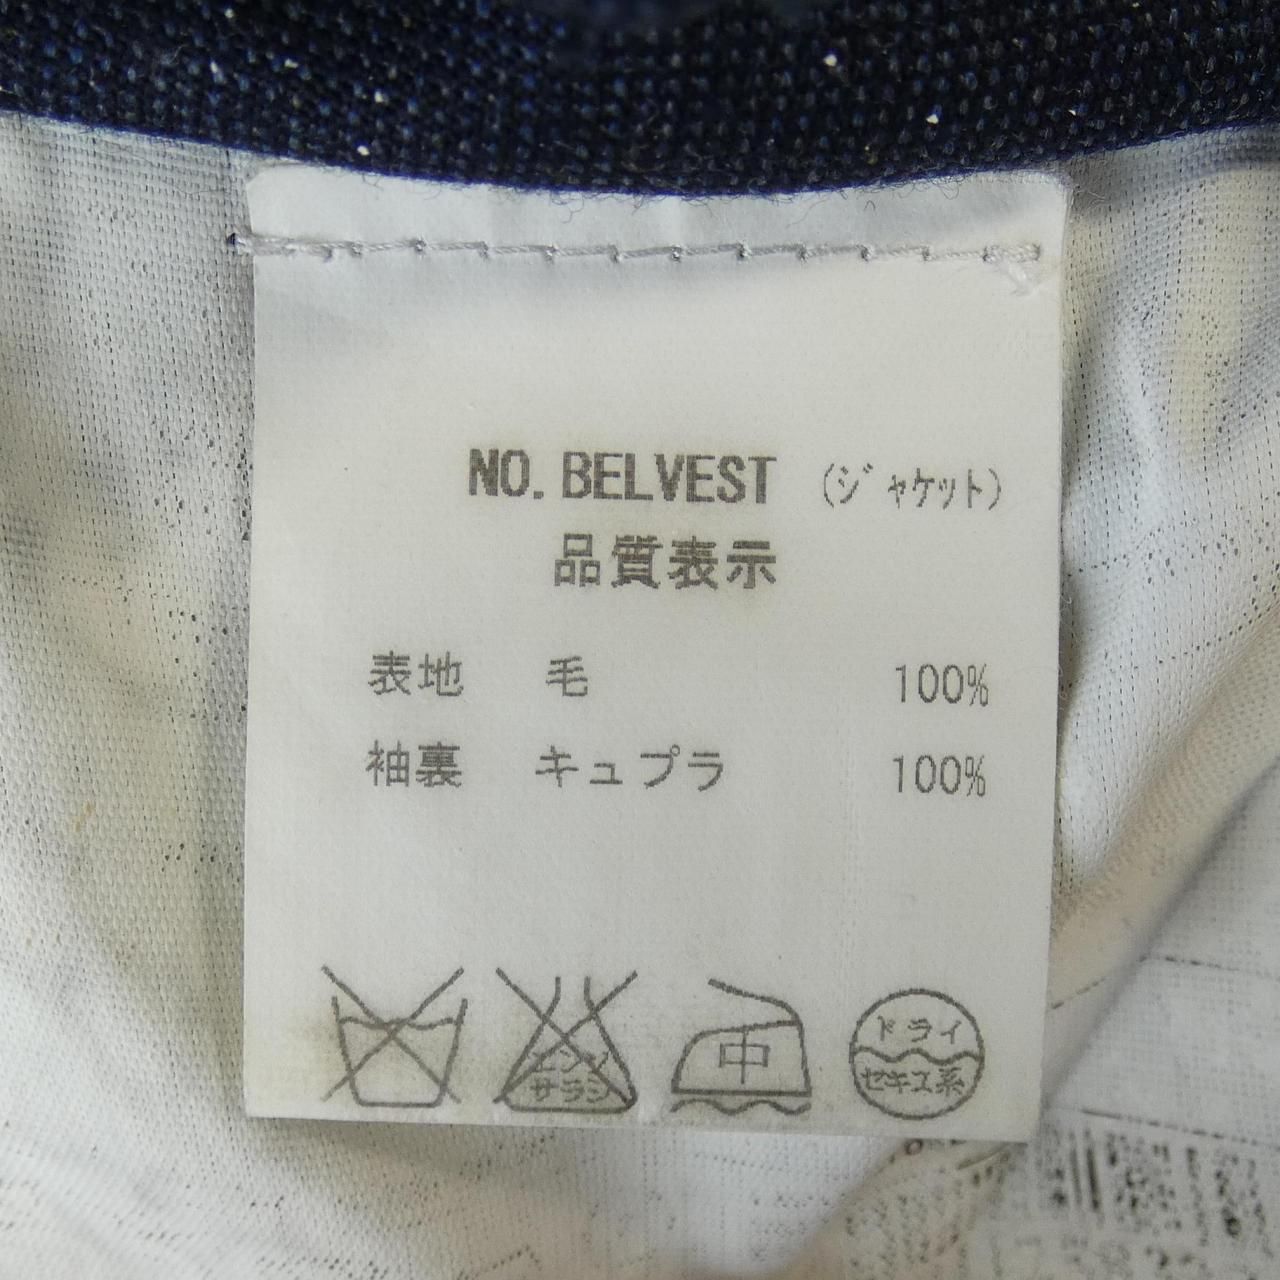 NO. BELVEST (ジャケット)
品質表示
表地 毛 100%
袖裏 キュプラ 100%
エンソ
サラシ
中
ドライ
セキユ系